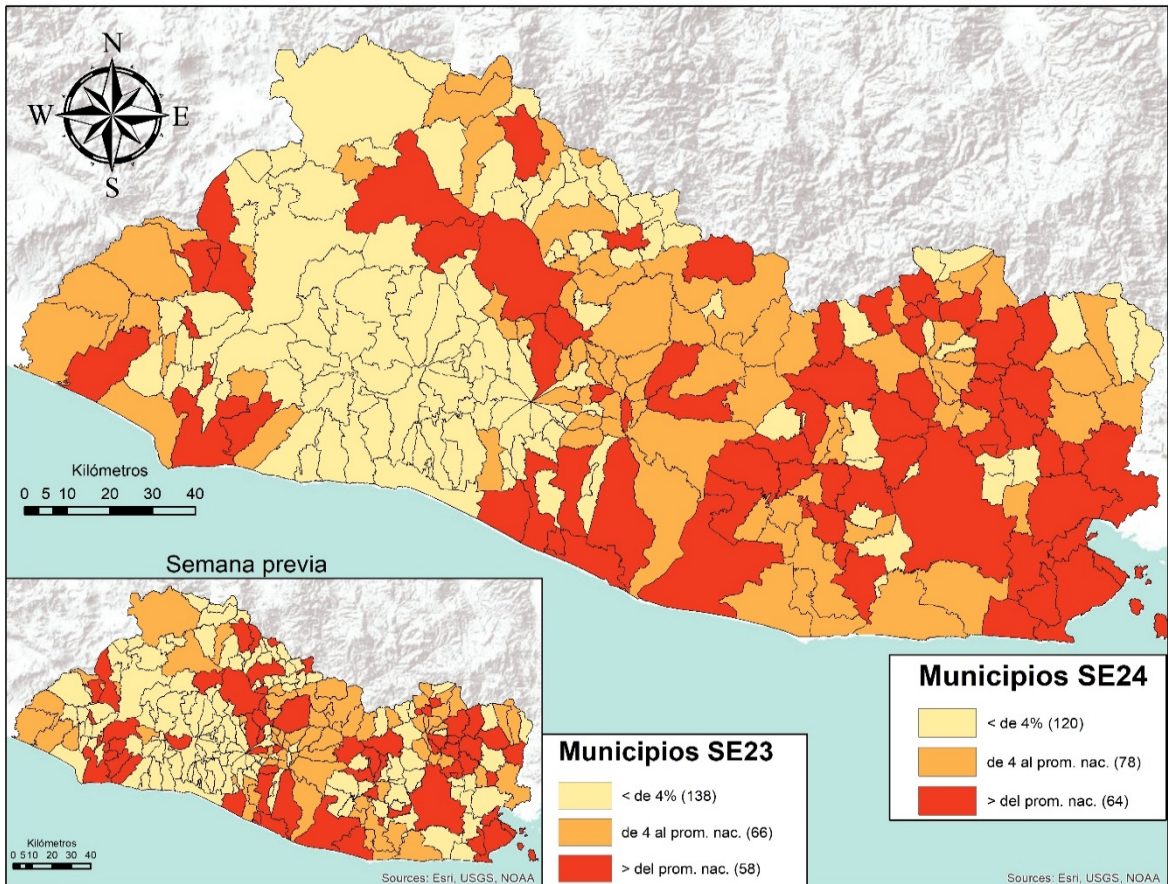 N
W E
S
Kilómetros
0 5 10 20 30 40
Semana previa
Kilómetros
0 5 10 20 30 40
Sources: Esri, USGS, NOAA
Municipios SE23
< de 4% (138)
de 4 al prom. nac. (66)
> del prom. nac. (58)
Municipios SE24
< de 4% (120)
de 4 al prom. nac. (78)
> del prom. nac. (64)
Sources: Esri, USGS, NOAA